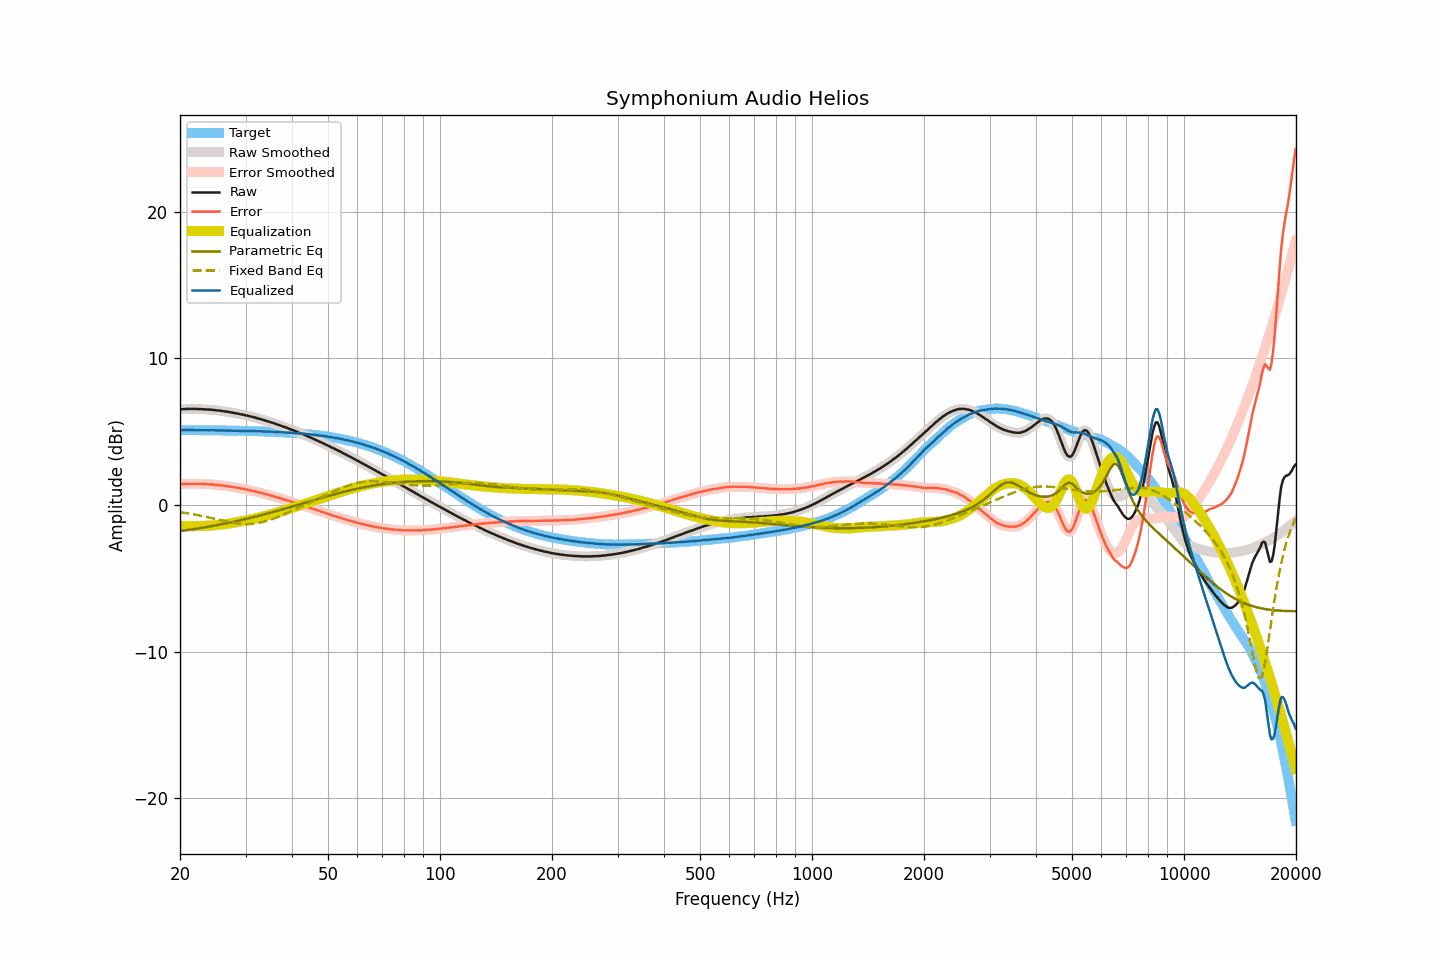 Symphonium Audio Helios
Target
Raw Smoothed
Error Smoothed
Raw
Error
Equalization
Parametric Eq
Fixed Band Eq
Equalized
20
10
0
−10
−20
Amplitude (dBr)
20 50 100 200 500 1000 2000 5000 10000 20000
Frequency (Hz)